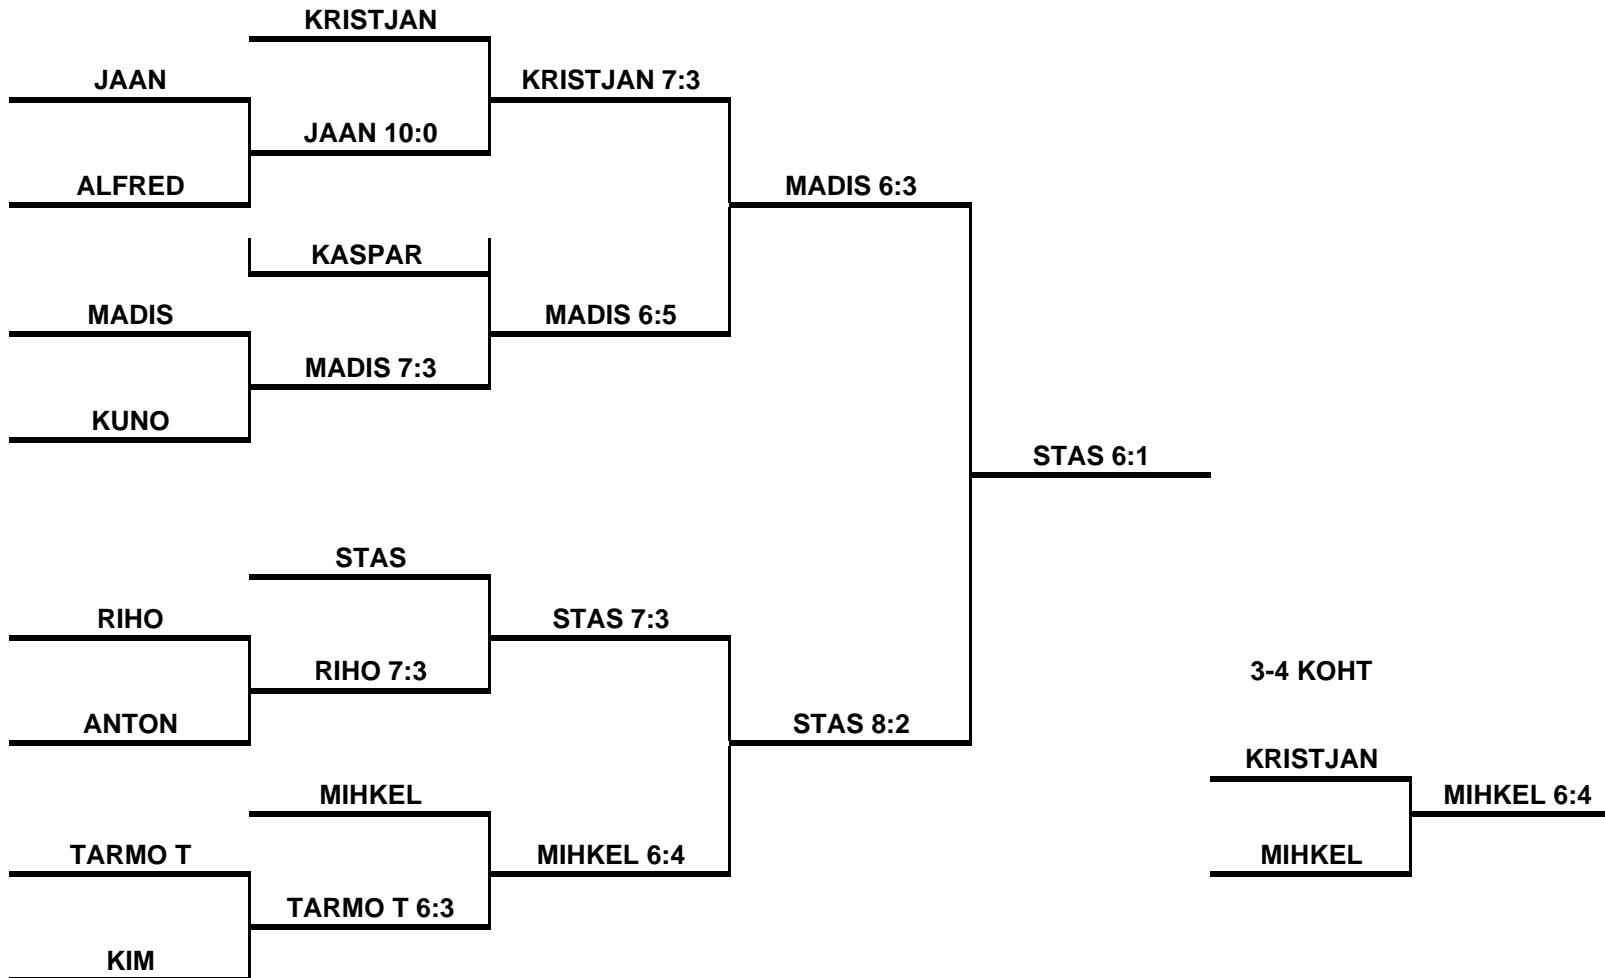 KRISTJAN
JAAN
KRISTJAN 7:3
JAAN 10:0
ALFRED
MADIS 6:3
KASPAR
MADIS
MADIS 6:5
MADIS 7:3
KUNO
STAS 6:1
STAS
RIHO
STAS 7:3
RIHO 7:3
3-4 KOHT
ANTON
STAS 8:2
KRISTJAN
MIHKEL
MIHKEL 6:4
TARMO T
MIHKEL 6:4
MIHKEL
TARMO T 6:3
KIM